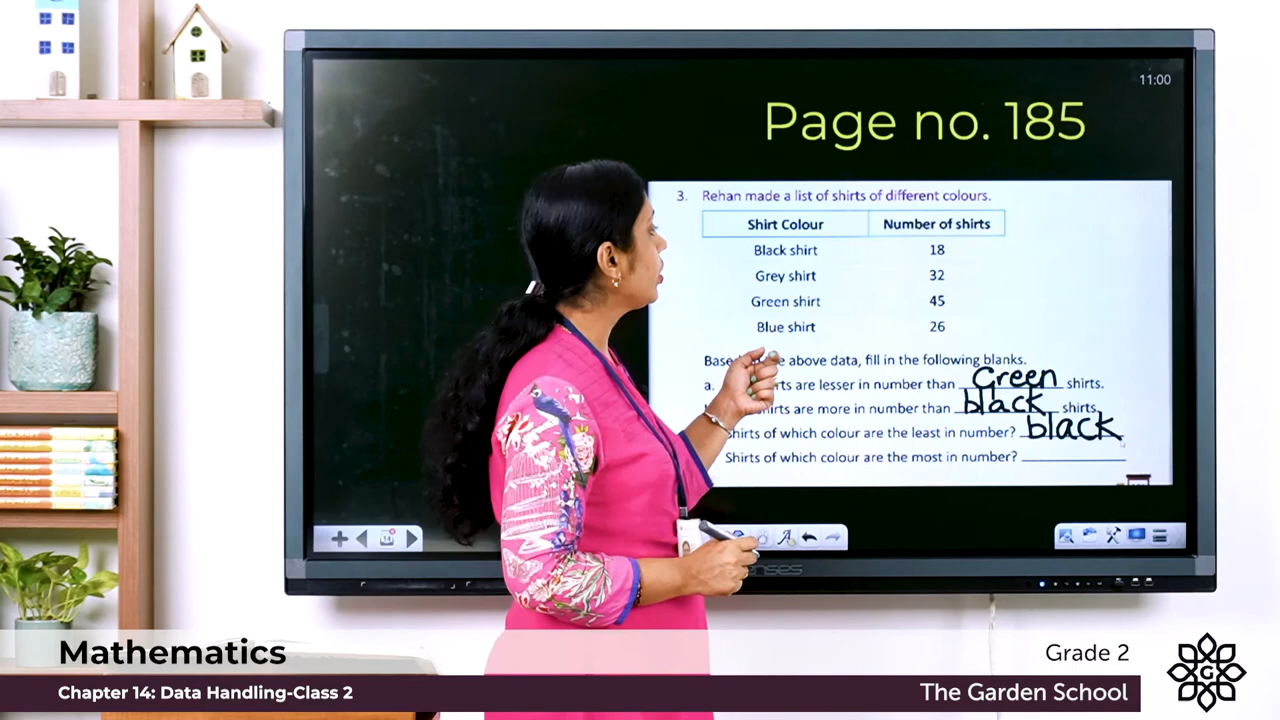 11:00
Page no. 185
3. Rehan made a list of shirts of different colours.
Shirt Colour Number of shirts
Black shirt 18
Grey shirt 32
Green shirt 45
Blue shirt 26
above data, fill in the following blanks.
a. are lesser in number than Green shirts.
are more in number than black shirts.
Shirts of which colour are the least in number? black
Shirts of which colour are the most in number?
14
Mathematics
Grade 2
Chapter 14: Data Handling-Class 2
The Garden School
G